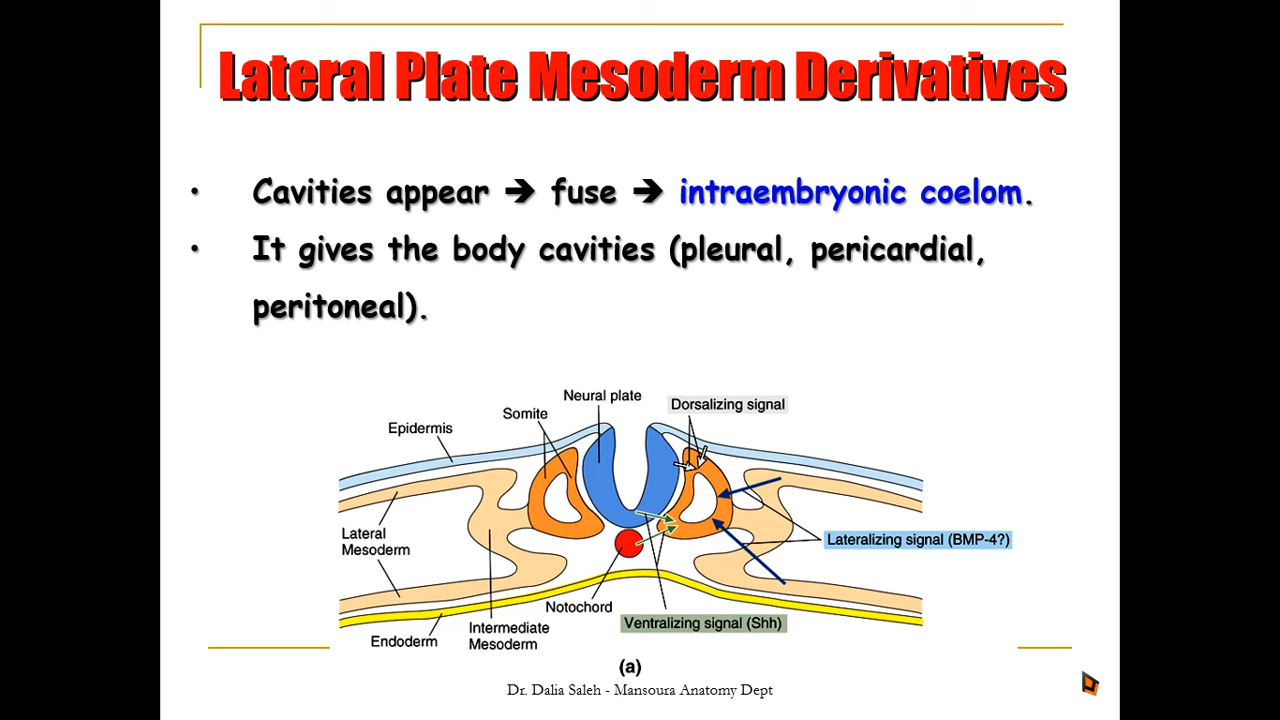 Lateral Plate Mesoderm Derivatives
• Cavities appear ➔ fuse ➔ intraembryonic coelom.
• It gives the body cavities (pleural, pericardial,
peritoneal).
Neural plate
Dorsalizing signal
Somite
Epidermis
Lateral
Mesoderm
Lateralizing signal (BMP-4?)
Notochord
Ventralizing signal (Shh)
Endoderm
Intermediate
Mesoderm
(a)
Dr. Dalia Saleh - Mansoura Anatomy Dept